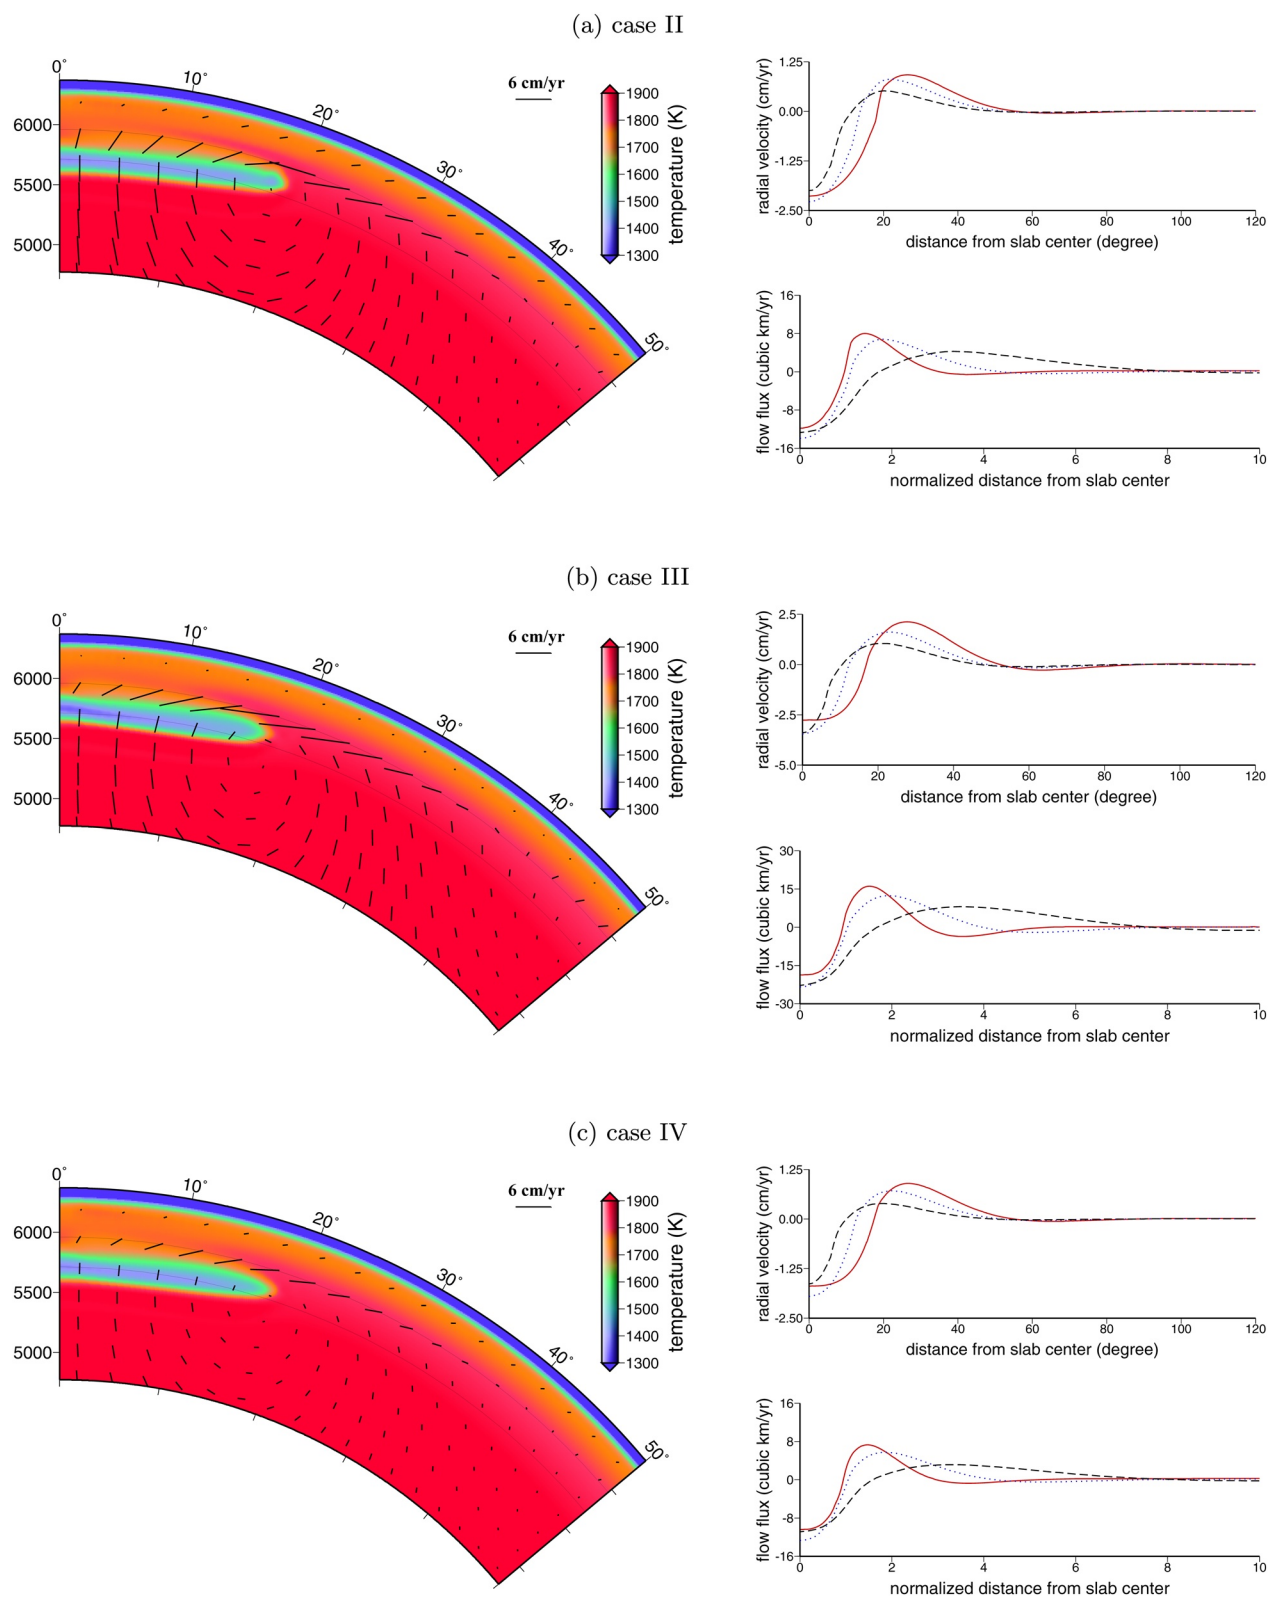 (a) case II
0° 10° 20° 30° 40° 50°
6000
5500
5000
6 cm/yr
1900
1800
1700
1600
1500
1400
1300
temperature (K)
radial velocity (cm/yr)
1.25
0.00
-1.25
-2.50
0 20 40 60 80 100 120
distance from slab center (degree)
flow flux (cubic km/yr)
16
8
0
-8
-16
0 2 4 6 8 10
normalized distance from slab center
(b) case III
0° 10° 20° 30° 40° 50°
6000
5500
5000
6 cm/yr
1900
1800
1700
1600
1500
1400
1300
temperature (K)
radial velocity (cm/yr)
2.5
0.0
-2.5
-5.0
0 20 40 60 80 100 120
distance from slab center (degree)
flow flux (cubic km/yr)
30
15
0
-15
-30
0 2 4 6 8 10
normalized distance from slab center
(c) case IV
0° 10° 20° 30° 40° 50°
6000
5500
5000
6 cm/yr
1900
1800
1700
1600
1500
1400
1300
temperature (K)
radial velocity (cm/yr)
1.25
0.00
-1.25
-2.50
0 20 40 60 80 100 120
distance from slab center (degree)
flow flux (cubic km/yr)
16
8
0
-8
-16
0 2 4 6 8 10
normalized distance from slab center